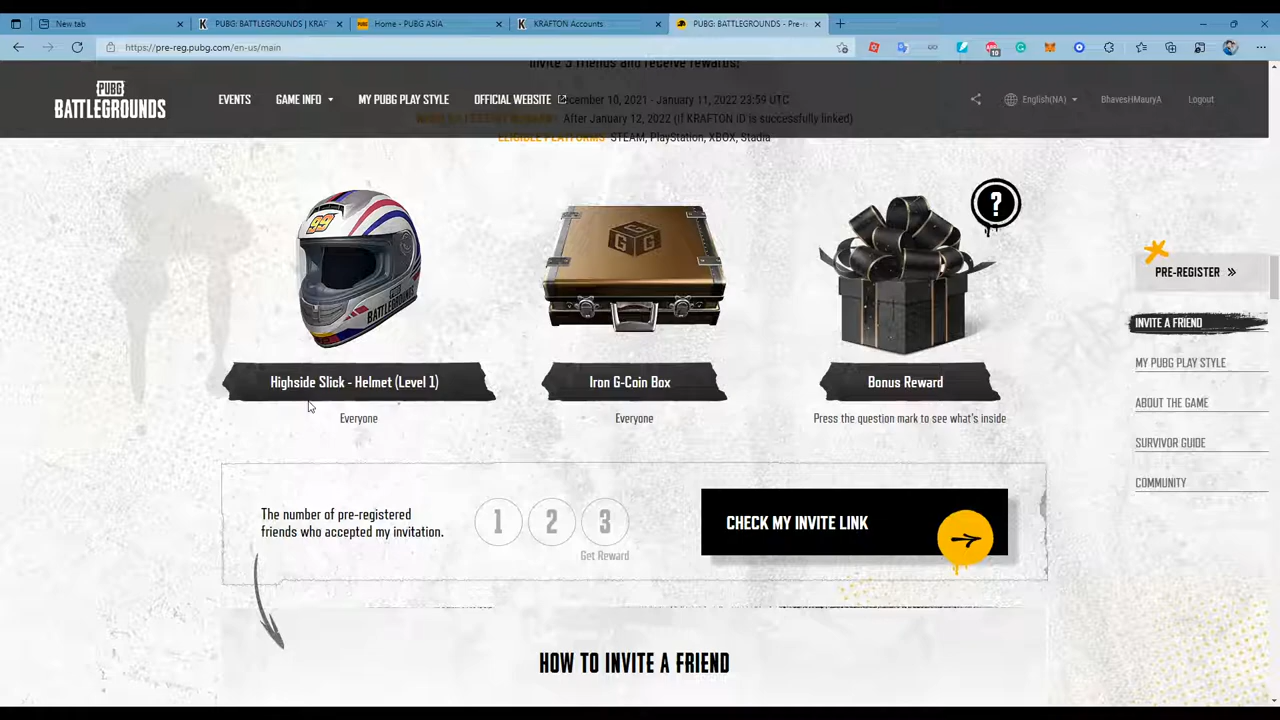 New tab
PUBG: BATTLEGROUNDS | KRAF
Home - PUBG ASIA
KRAFTON Accounts
PUBG: BATTLEGROUNDS - Pre-r
https://pre-reg.pubg.com/en-us/main
10
Invite 3 friends and receive rewards!
PUBG
BATTLEGROUNDS
EVENTS
GAME INFO
MY PUBG PLAY STYLE
OFFICIAL WEBSITE
English(NA)
BhavesHMauryA
Logout
ecember 10, 2021 - January 11, 2022 23:59 UTC
After January 12, 2022 (if KRAFTON ID is successfully linked)
ELIGIBLE PLATFORMS STEAM, PlayStation, XBOX, Stadia
99
BATTLEGROUNDS
G G G
?
Highside Slick - Helmet (Level 1)
Iron G-Coin Box
Bonus Reward
Everyone
Everyone
Press the question mark to see what's inside
PRE-REGISTER
INVITE A FRIEND
MY PUBG PLAY STYLE
ABOUT THE GAME
SURVIVOR GUIDE
COMMUNITY
The number of pre-registered
friends who accepted my invitation.
1 2 3
Get Reward
CHECK MY INVITE LINK
HOW TO INVITE A FRIEND